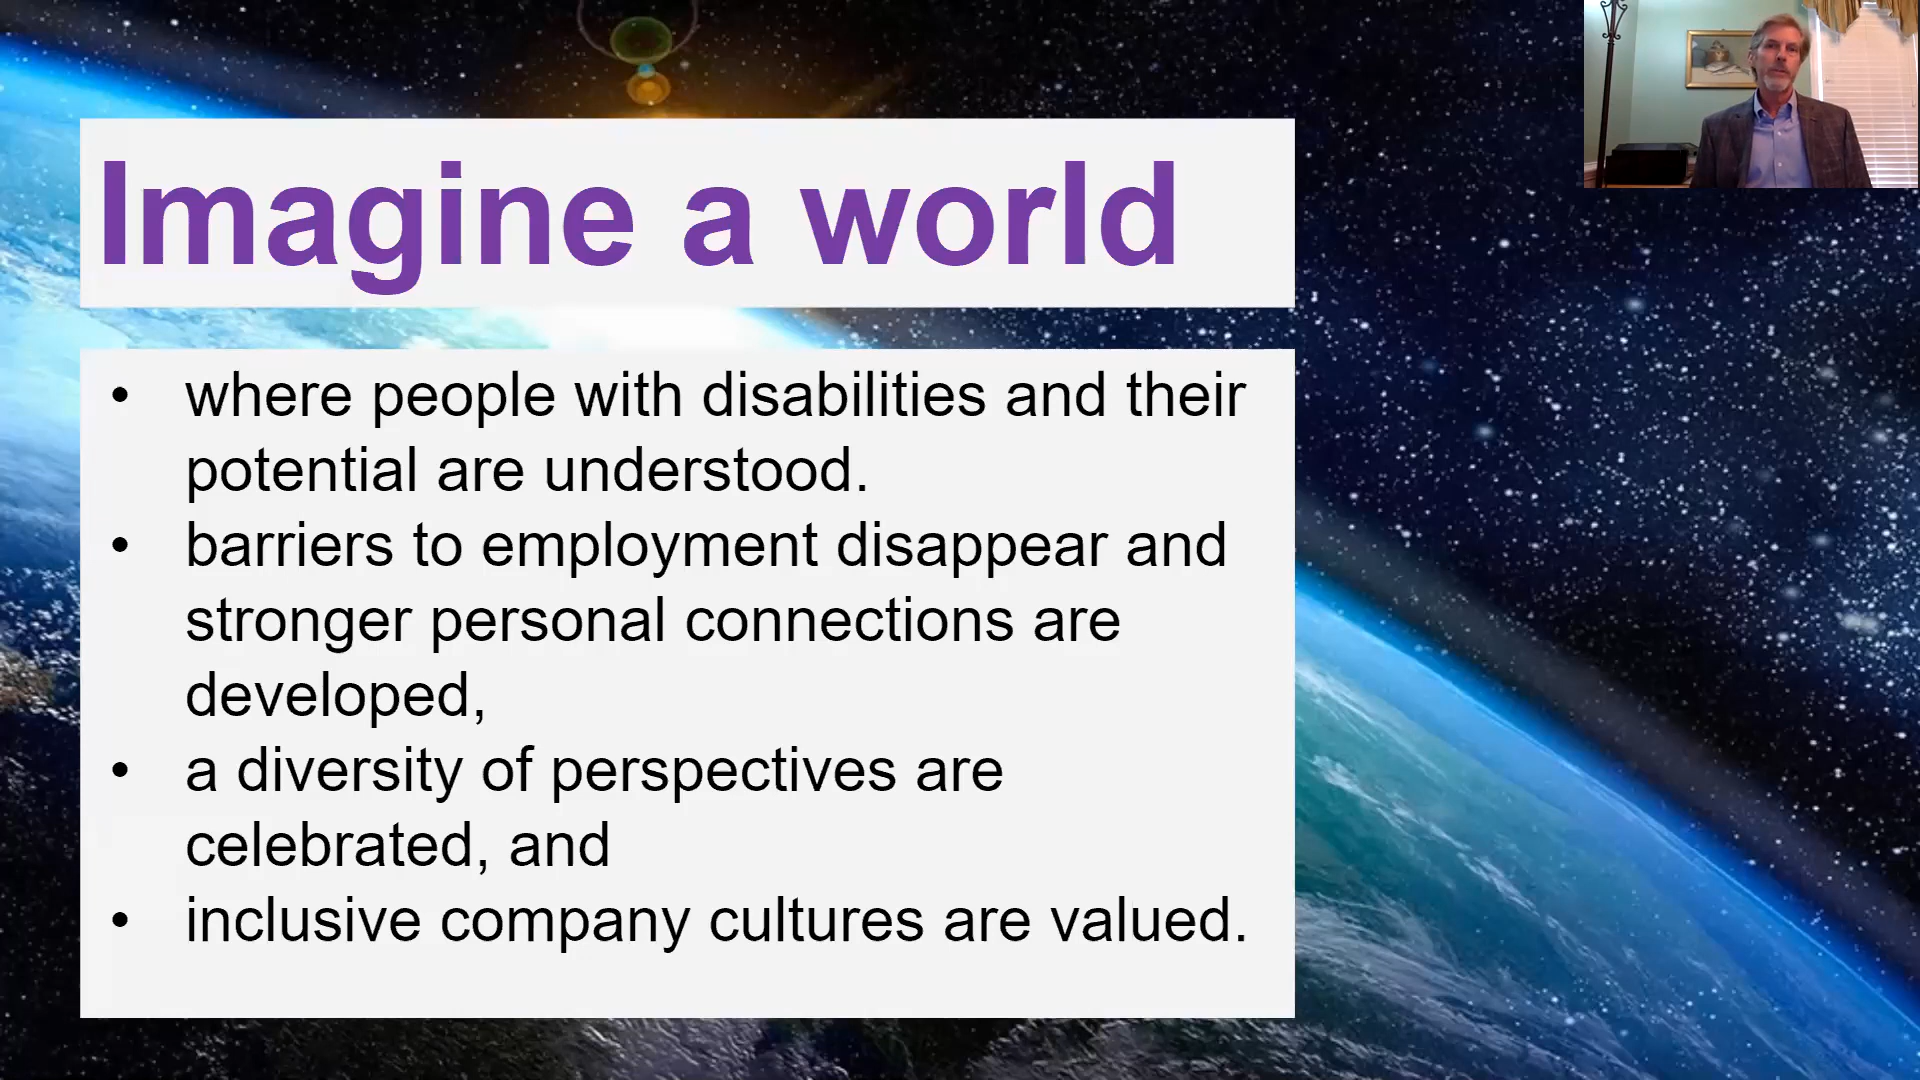 Imagine a world
• where people with disabilities and their
potential are understood.
• barriers to employment disappear and
stronger personal connections are
developed,
• a diversity of perspectives are
celebrated, and
• inclusive company cultures are valued.